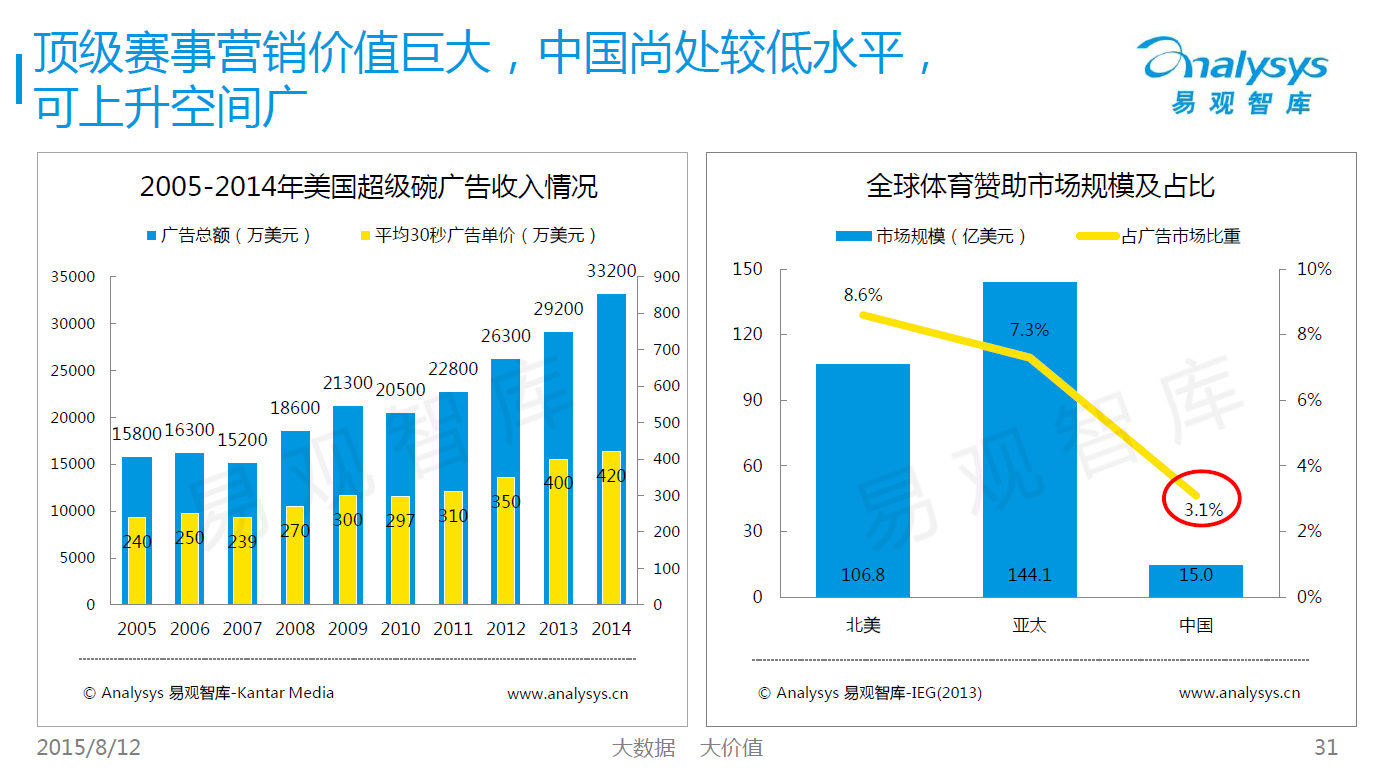 顶级赛事营销价值巨大，中国尚处较低水平，
可上升空间广
analysys
易观智库
2005-2014年美国超级碗广告收入情况
广告总额（万美元） 平均30秒广告单价（万美元）
35000
30000
25000
20000
15000
10000
5000
0
900
800
700
600
500
400
300
200
100
0
15800 16300 15200 18600 21300 20500 22800 26300 29200 33200
240 250 239 270 300 297 310 350 400 420
2005 2006 2007 2008 2009 2010 2011 2012 2013 2014
易观智库
© Analysys 易观智库-Kantar Media www.analysys.cn
全球体育赞助市场规模及占比
市场规模（亿美元） 占广告市场比重
150
120
90
60
30
0
10%
8%
6%
4%
2%
0%
8.6% 7.3% 3.1%
106.8 144.1 15.0
北美 亚太 中国
易观智库
© Analysys 易观智库-IEG(2013) www.analysys.cn
2015/8/12 大数据 大价值 31